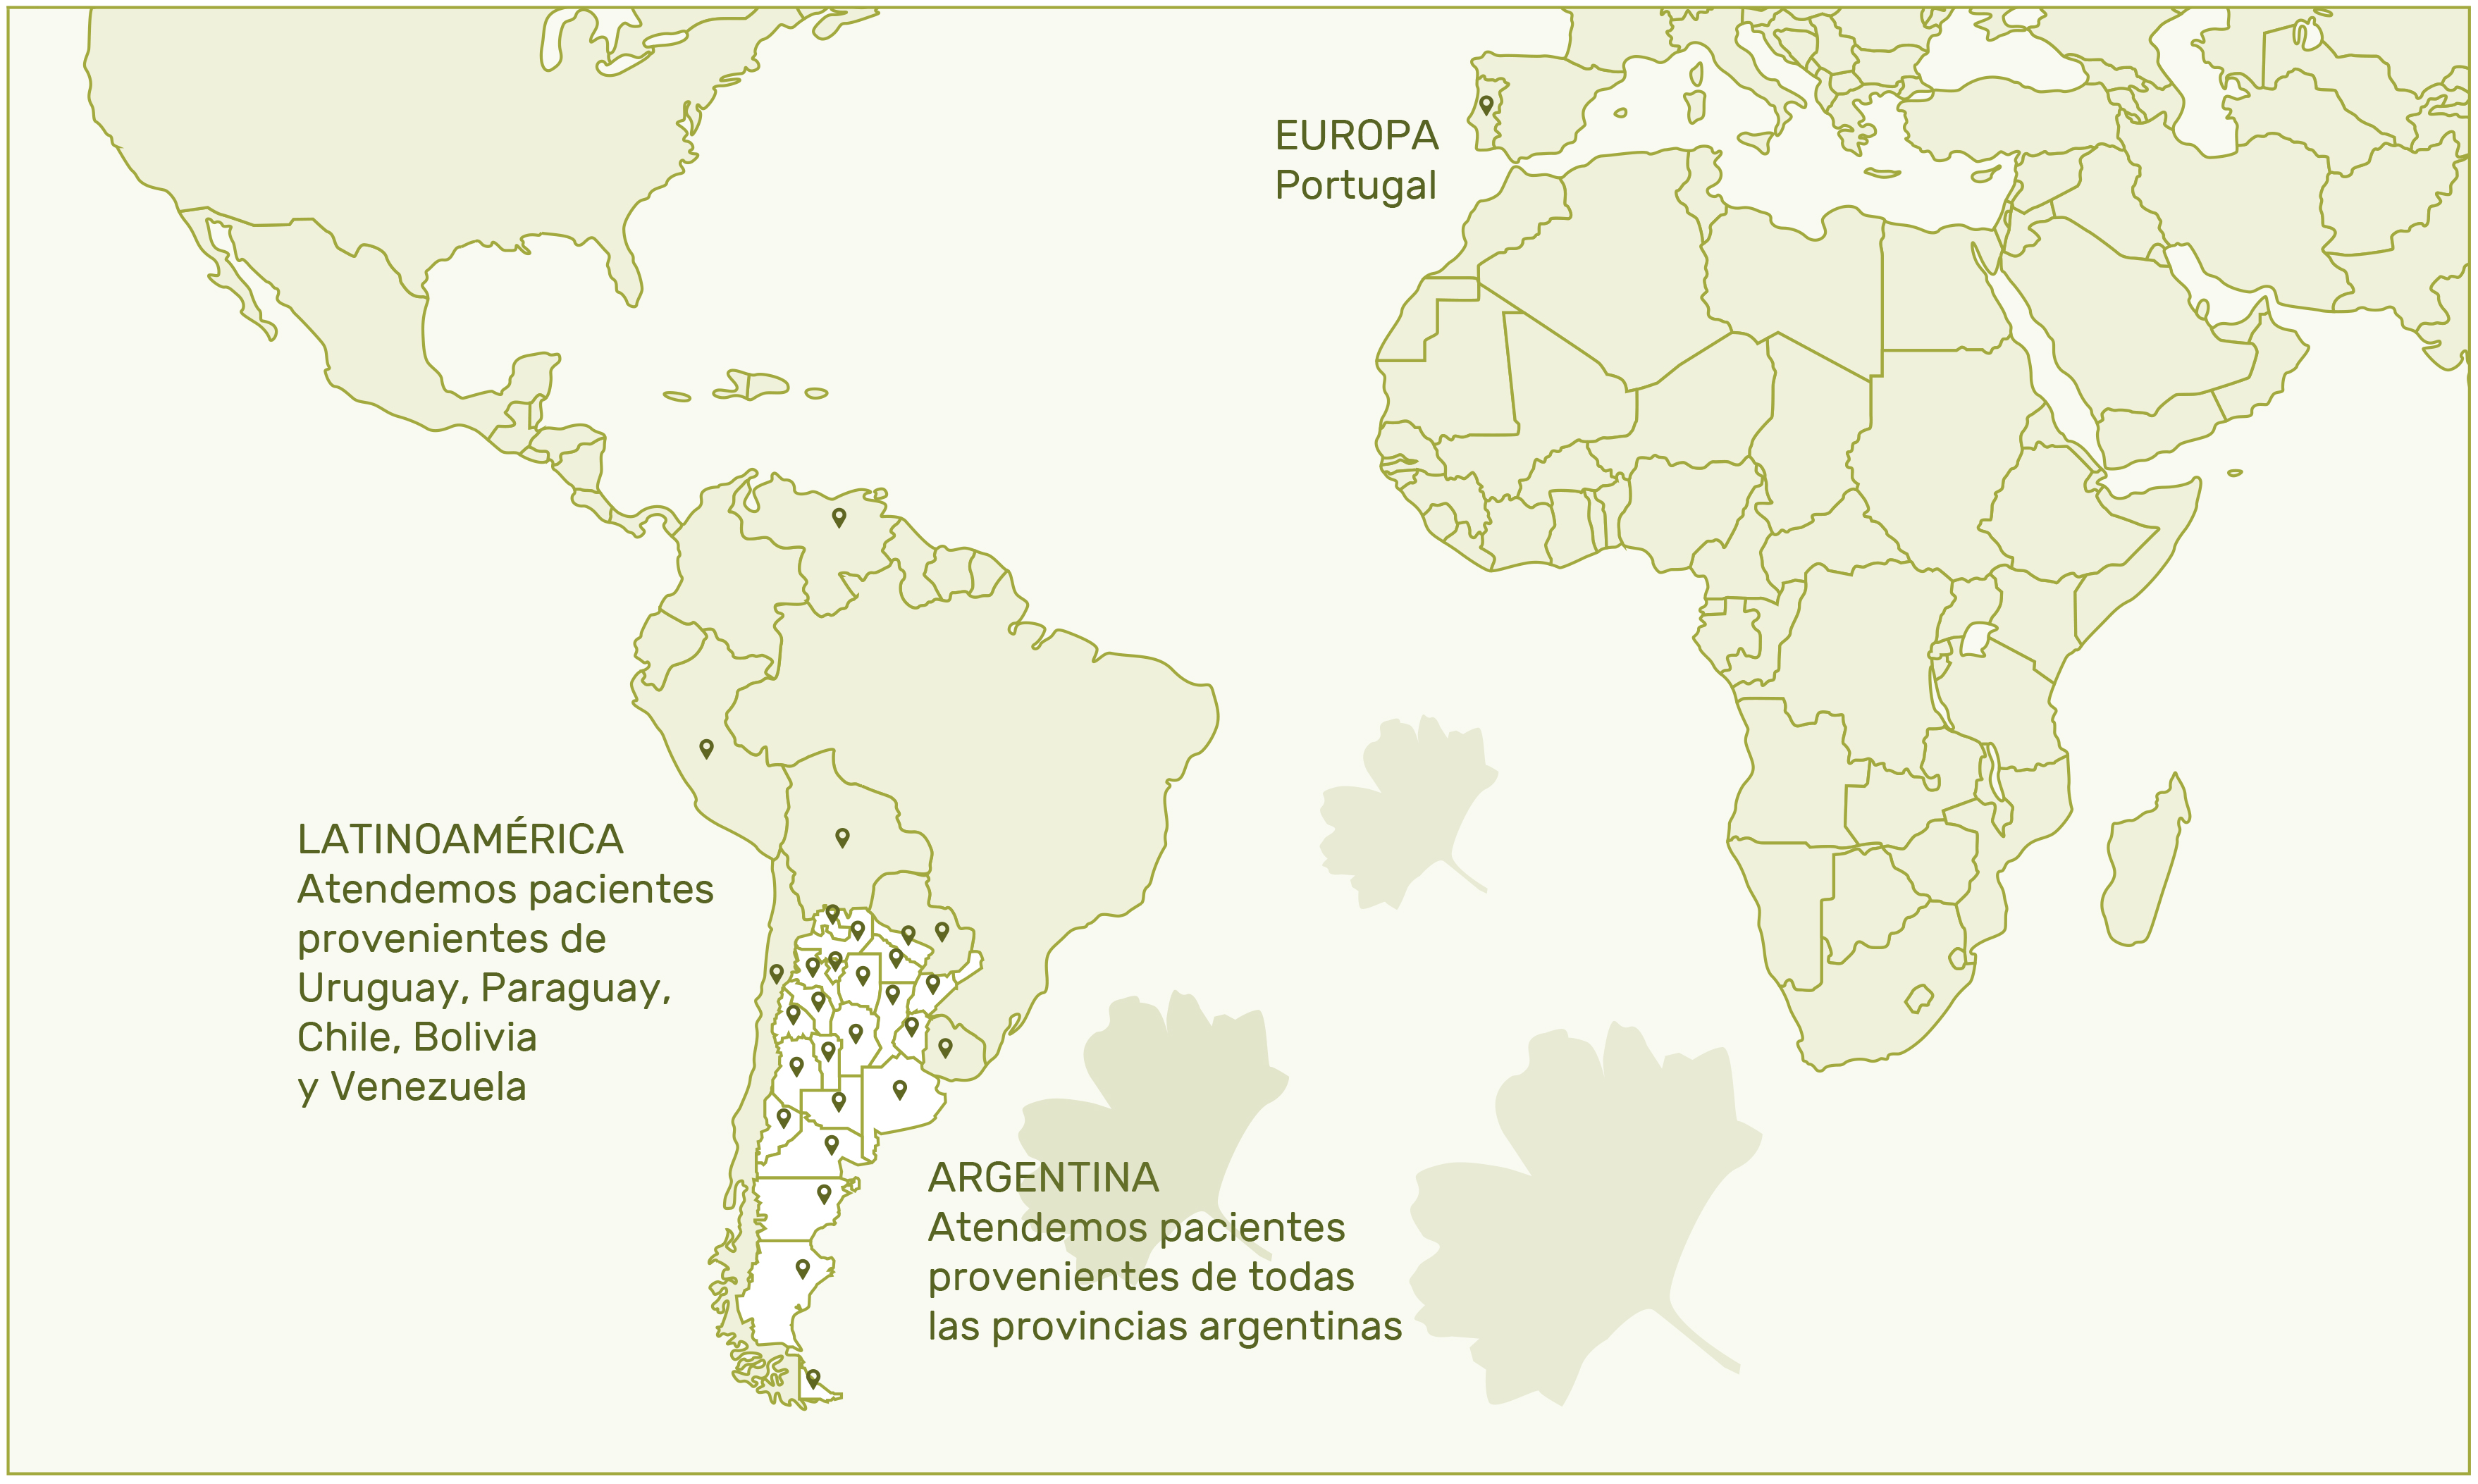 EUROPA
Portugal
LATINOAMÉRICA
Atendemos pacientes
provenientes de
Uruguay, Paraguay,
Chile, Bolivia
y Venezuela
ARGENTINA
Atendemos pacientes
provenientes de todas
las provincias argentinas